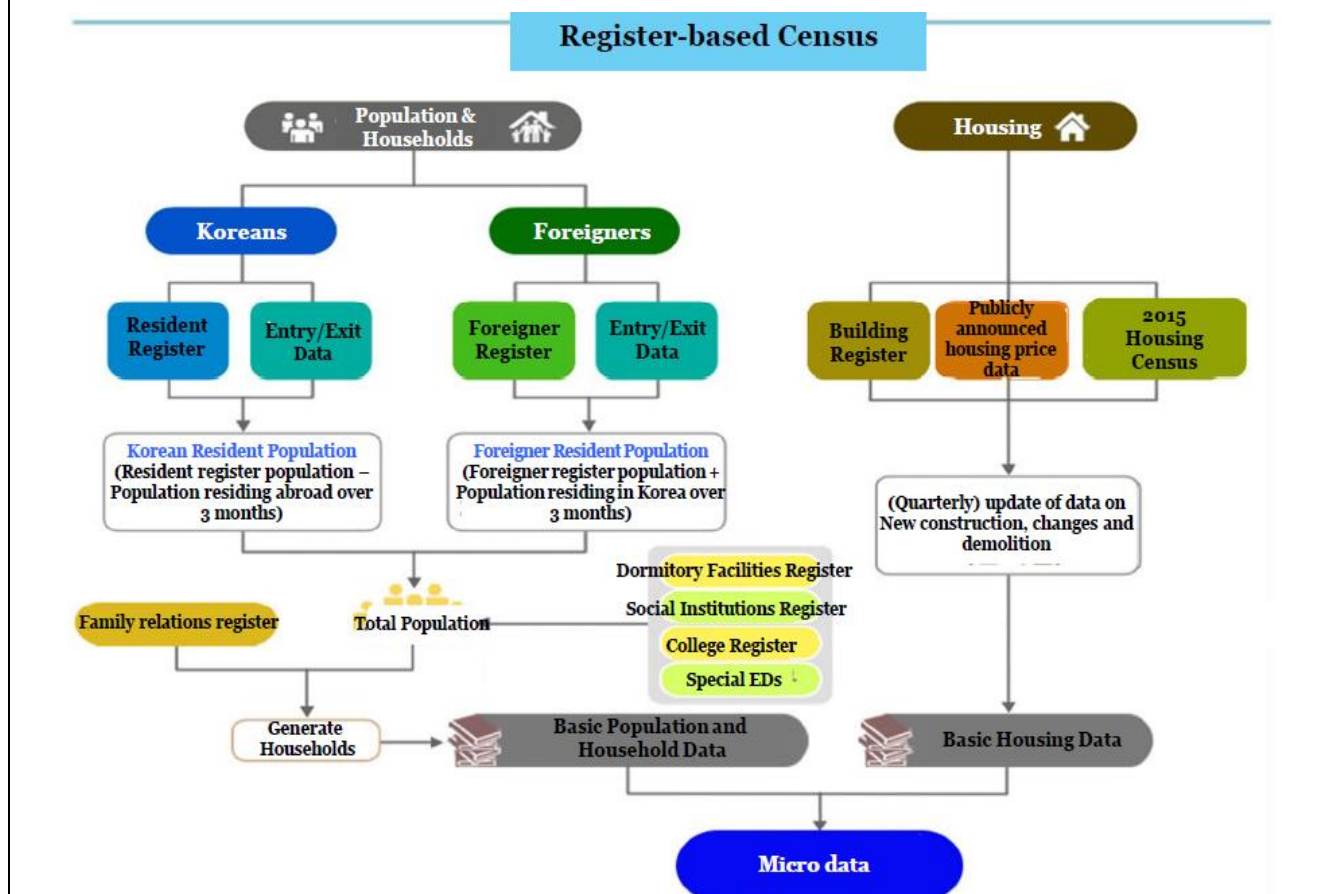 Register-based Census
Population &
Households
Housing
Koreans
Foreigners
Resident
Register
Entry/Exit
Data
Foreigner
Register
Entry/Exit
Data
Building
Register
Publicly
announced
housing price
data
2015
Housing
Census
Korean Resident Population
(Resident register population –
Population residing abroad over
3 months)
Foreigner Resident Population
(Foreigner register population +
Population residing in Korea over
3 months)
(Quarterly) update of data on
New construction, changes and
demolition
Dormitory Facilities Register
Social Institutions Register
College Register
Special EDs
Family relations register
Total Population
Generate
Households
Basic Population and
Household Data
Basic Housing Data
Micro data